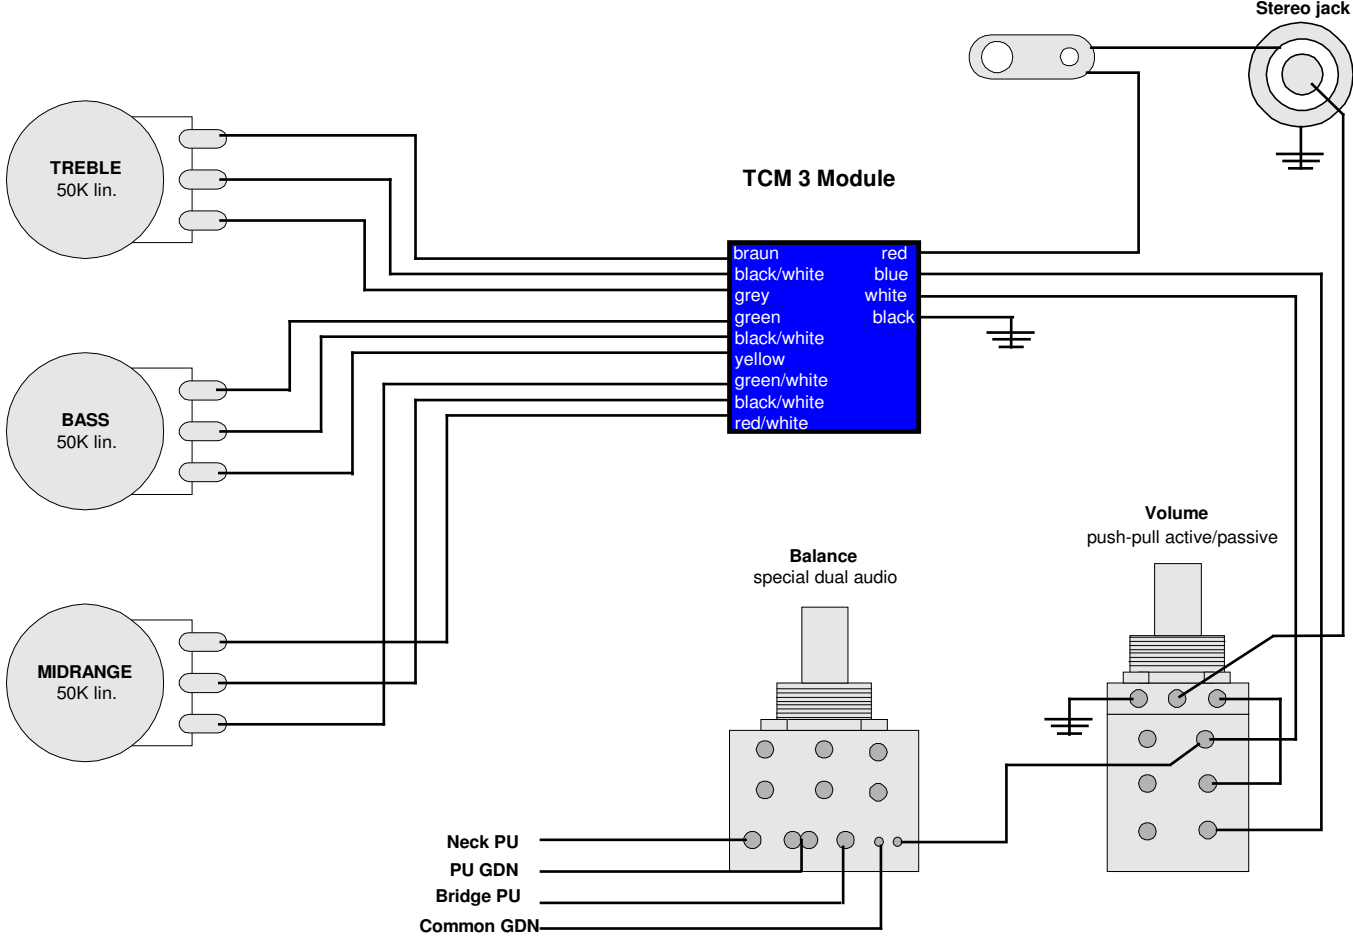 Stereo jack
TREBLE
50K lin.
TCM 3 Module
braun red
black/white blue
grey white
green black
black/white
yellow
green/white
black/white
red/white
BASS
50K lin.
MIDRANGE
50K lin.
Balance
special dual audio
Volume
push-pull active/passive
Neck PU
PU GDN
Bridge PU
Common GDN